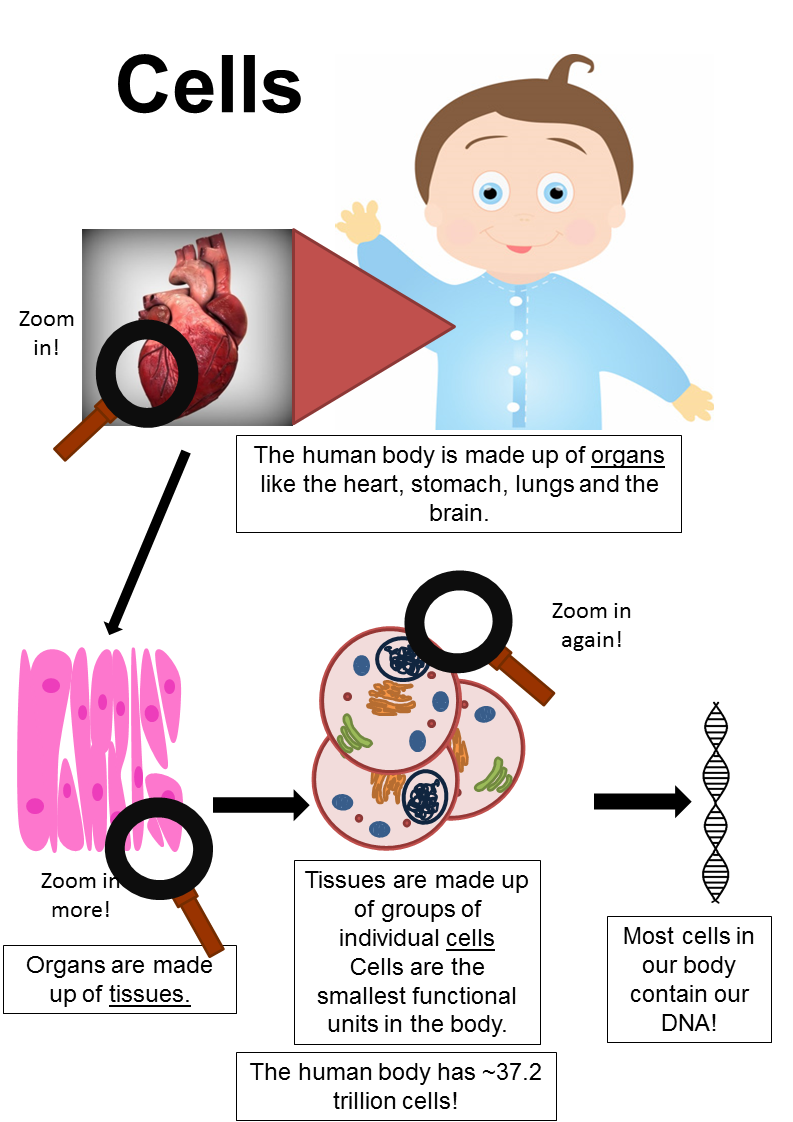 Cells
Zoom
in!
The human body is made up of organs
like the heart, stomach, lungs and the
brain.
Zoom in
again!
Zoom in
more!
Organs are made
up of tissues.
Tissues are made up
of groups of
individual cells
Cells are the
smallest functional
units in the body.
Most cells in
our body
contain our
DNA!
The human body has ~37.2
trillion cells!